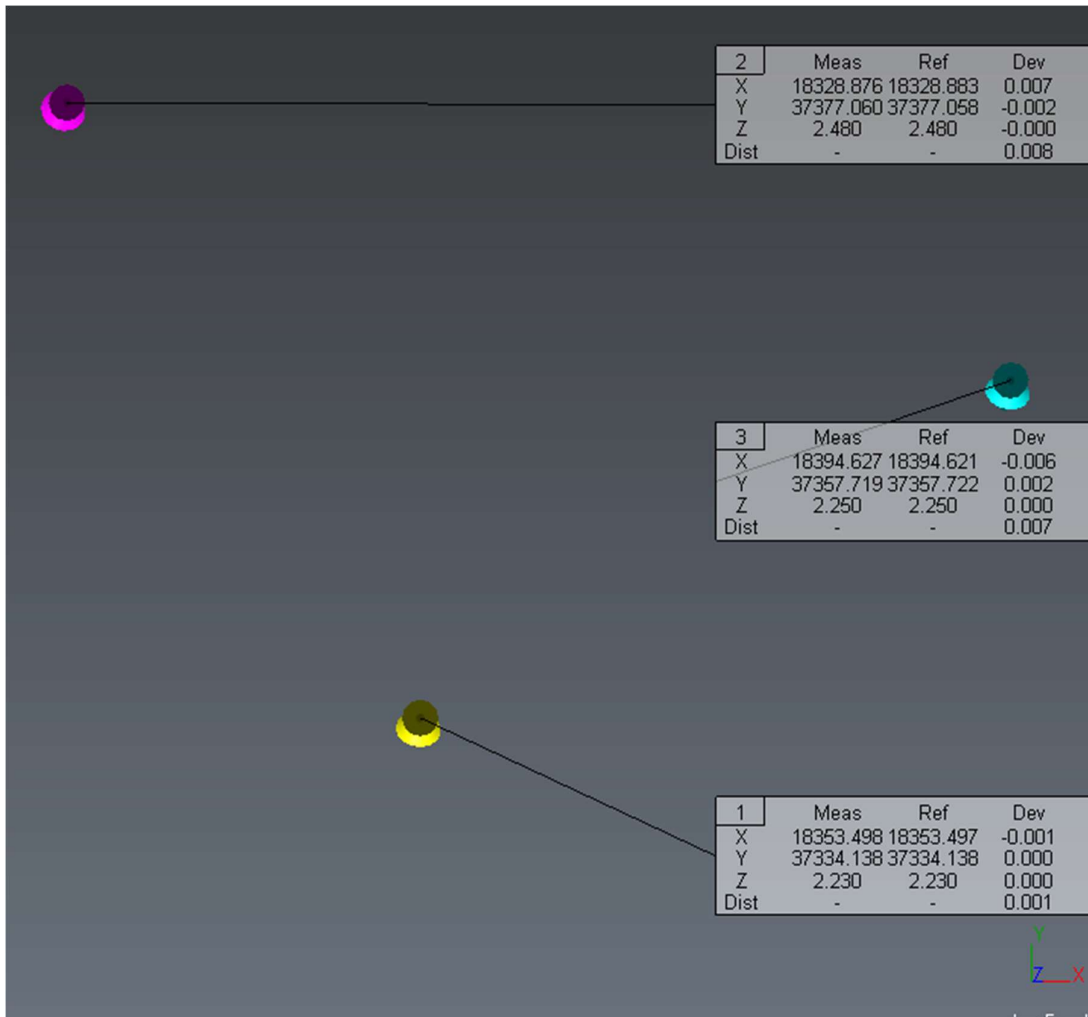 2 Meas Ref Dev
X 18328.876 18328.883 0.007
Y 37377.060 37377.058 -0.002
Z 2.480 2.480 -0.000
Dist - - 0.008
3 Meas Ref Dev
X 18394.627 18394.621 -0.006
Y 37357.719 37357.722 0.002
Z 2.250 2.250 0.000
Dist - - 0.007
1 Meas Ref Dev
X 18353.498 18353.497 -0.001
Y 37334.138 37334.138 0.000
Z 2.230 2.230 0.000
Dist - - 0.001
Y
Z X